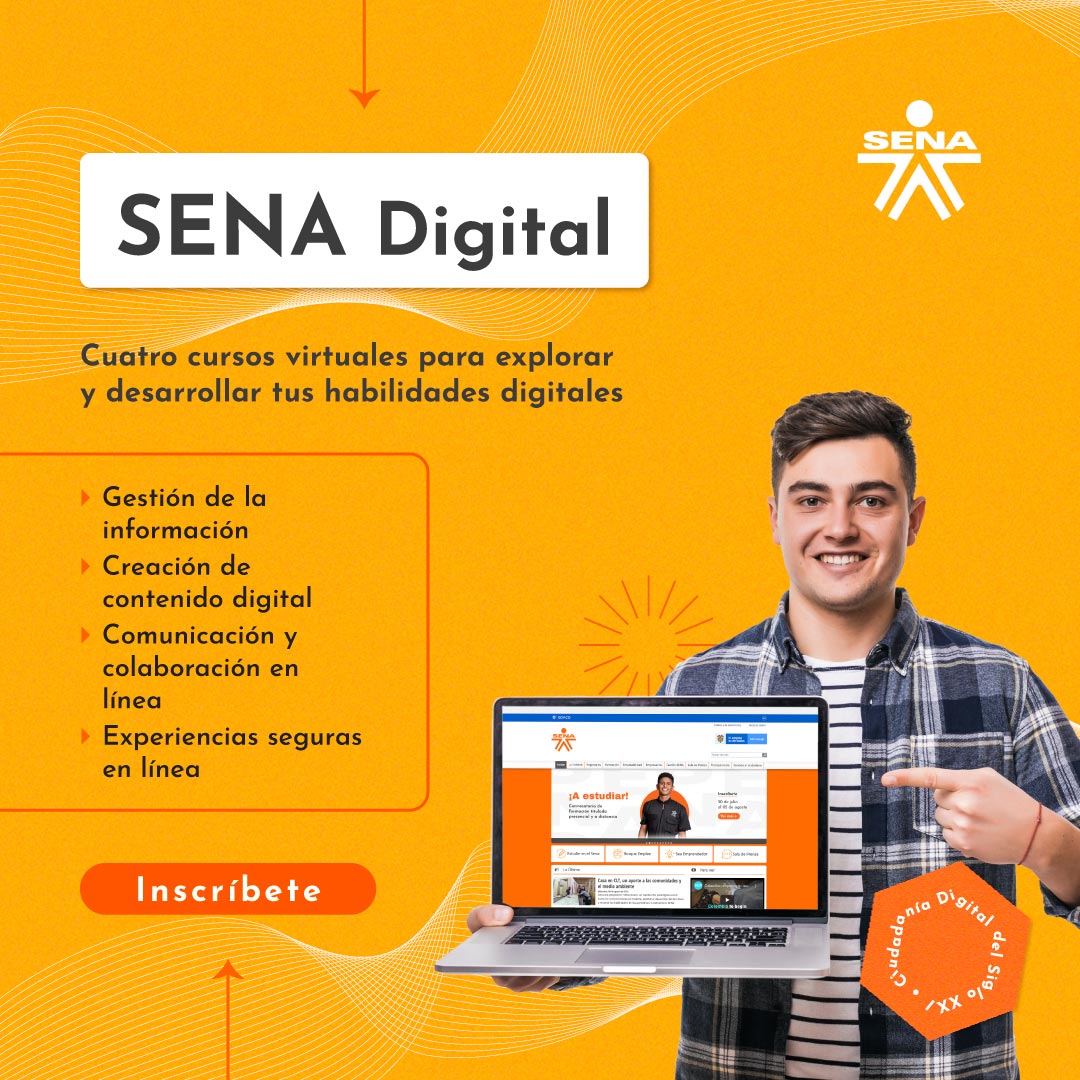 SENA
SENA Digital
Cuatro cursos virtuales para explorar
y desarrollar tus habilidades digitales
Gestión de la
información
Creación de
contenido digital
Comunicación y
colaboración en
línea
Experiencias seguras
en línea
Inscríbete
SENA
¡A estudiar!
Convocatoria de
formación titulada
presencial y a distancia
Inscríbete
30 de julio
al 05 de agosto
Estudie en el Sena
Busque Empleo
Sea Emprendedor
Sala de Prensa
Lo Último
Casa en CLT, un aporte a las comunidades y
el medio ambiente
Ciudadonía Digital del Siglo XXI